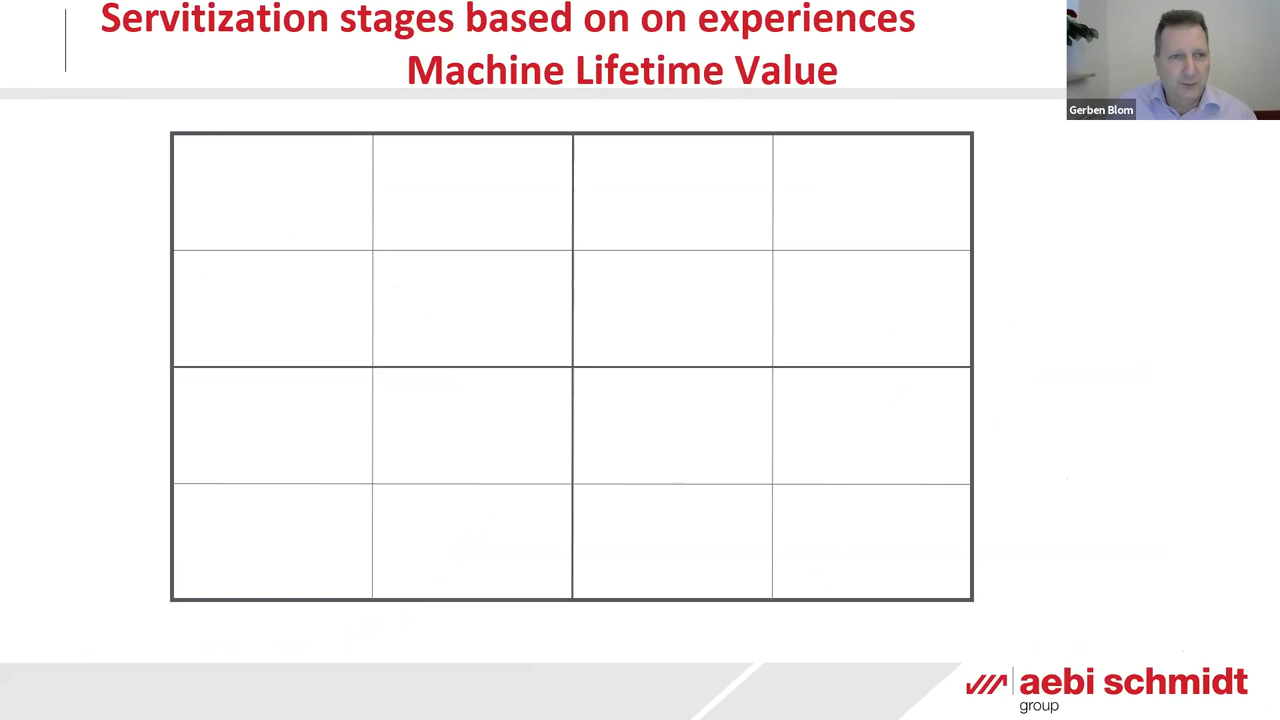 Servitization stages based on on experiences
Machine Lifetime Value
Gerben Blom
aebi schmidt
group